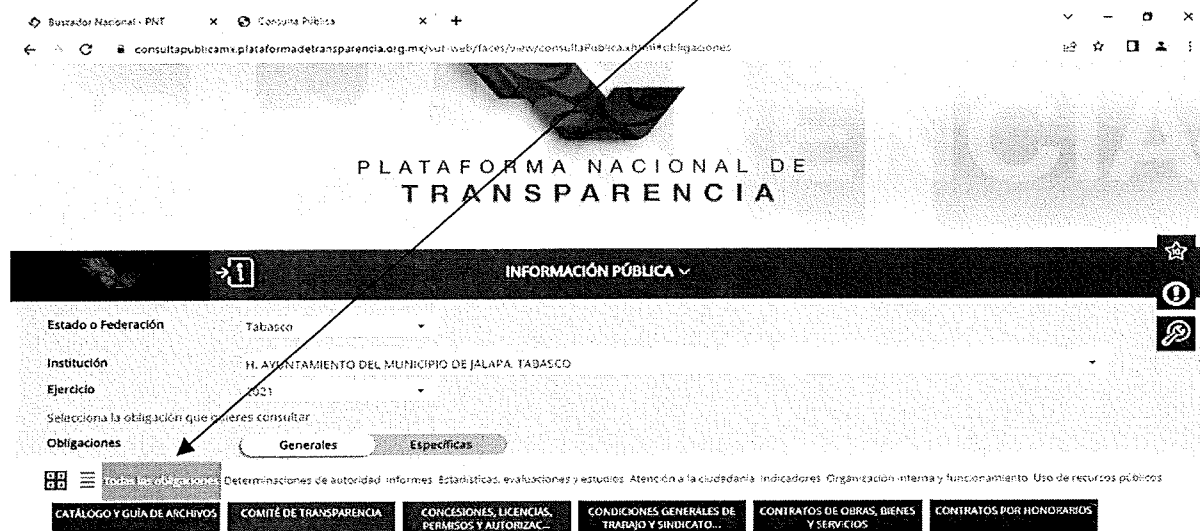 Buscador Nacional - PNT
Consulta Pública
consultapublicamx.plataformadetransparencia.org.mx/vut-web/faces/view/consultaPublica.xhtml#obligaciones
PLATAFORMA NACIONAL DE
TRANSPARENCIA
INFORMACIÓN PÚBLICA
Estado o Federación
Tabasco
Institución
H. AYUNTAMIENTO DEL MUNICIPIO DE JALAPA, TABASCO
Ejercicio
2021
Selecciona la obligación que quieres consultar
Obligaciones
Generales
Específicas
Todas las obligaciones Determinaciones de autoridad Informes Estadísticas, evaluaciones y estudios Atención a la ciudadanía Indicadores Organización interna y funcionamiento Uso de recursos públicos
CATÁLOGO Y GUÍA DE ARCHIVOS
COMITÉ DE TRANSPARENCIA
CONCESIONES, LICENCIAS,
PERMISOS Y AUTORIZAC...
CONDICIONES GENERALES DE
TRABAJO Y SINDICATO...
CONTRATOS DE OBRAS, BIENES
Y SERVICIOS
CONTRATOS POR HONORARIOS